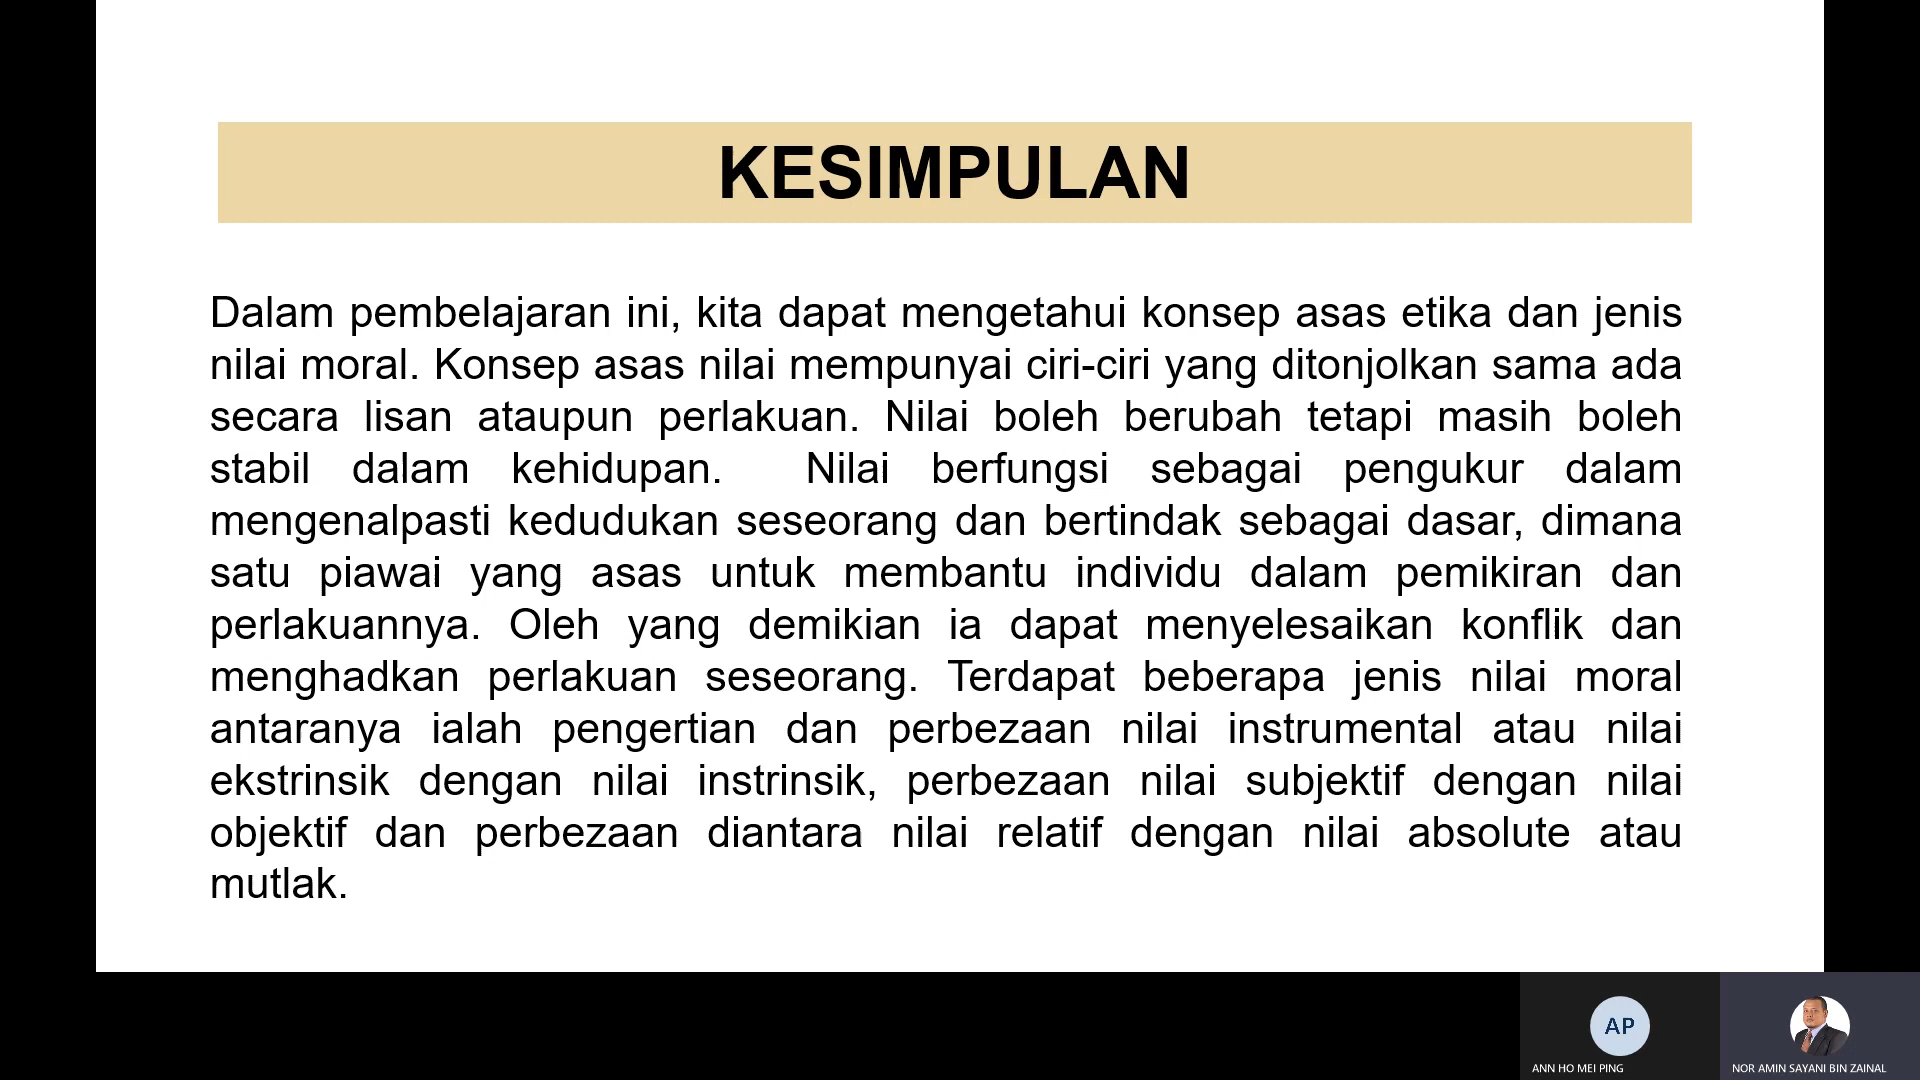 KESIMPULAN
Dalam pembelajaran ini, kita dapat mengetahui konsep asas etika dan jenis
nilai moral. Konsep asas nilai mempunyai ciri-ciri yang ditonjolkan sama ada
secara lisan ataupun perlakuan. Nilai boleh berubah tetapi masih boleh
stabil dalam kehidupan. Nilai berfungsi sebagai pengukur dalam
mengenalpasti kedudukan seseorang dan bertindak sebagai dasar, dimana
satu piawai yang asas untuk membantu individu dalam pemikiran dan
perlakuannya. Oleh yang demikian ia dapat menyelesaikan konflik dan
menghadkan perlakuan seseorang. Terdapat beberapa jenis nilai moral
antaranya ialah pengertian dan perbezaan nilai instrumental atau nilai
ekstrinsik dengan nilai instrinsik, perbezaan nilai subjektif dengan nilai
objektif dan perbezaan diantara nilai relatif dengan nilai absolute atau
mutlak.
AP
ANN HO MEI PING
NOR AMIN SAYANI BIN ZAINAL